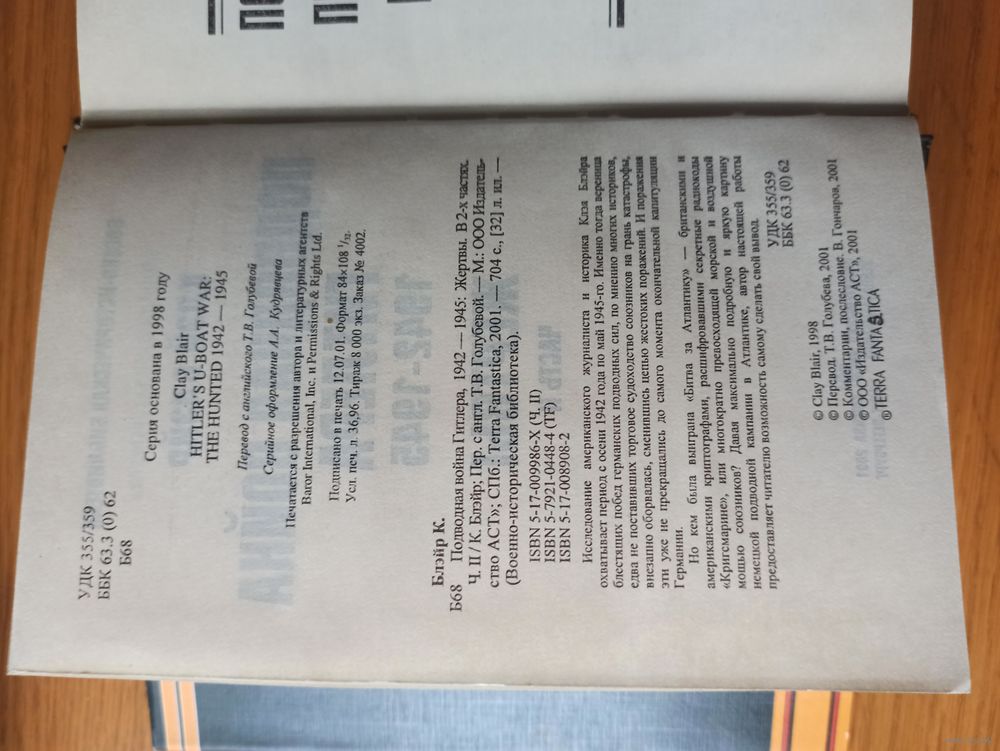 УДК 355/359
ББК 63.3 (0) 62
Б68
Серия основана в 1998 году
Clay Blair
HITLER'S U-BOAT WAR:
THE HUNTED 1942 — 1945
Перевод с английского Т.В. Голубевой
Серийное оформление А.А. Кудрявцева
Печатается с разрешения автора и литературных агентств
Baror International, Inc. и Permissions & Rights Ltd.
Подписано в печать 12.07.01. Формат 84×108 1/32.
Усл. печ. л. 36,96. Тираж 8 000 экз. Заказ № 4002.
Блэйр К.
Б68 Подводная война Гитлера, 1942 — 1945: Жертвы. В 2-х частях.
Ч. II / К. Блэйр; Пер. с англ. Т.В. Голубевой. — М.: ООО Издатель-
ство АСТ»; СПб.: Terra Fantastica, 2001. — 704 с., [32] л. ил. —
(Военно-историческая библиотека).
ISBN 5-17-009986-X (Ч. II)
ISBN 5-7921-0448-4 (TF)
ISBN 5-17-008908-2
Исследование американского журналиста и историка Клэя Блэйра
охватывает период с осени 1942 года по май 1945-го. Именно тогда вереница
блестящих побед германских подводных сил, по мнению многих историков,
едва не поставивших торговое судоходство союзников на грань катастрофы,
внезапно оборвалась, сменившись цепью жестоких поражений. И поражения
эти уже не прекращались до самого момента окончательной капитуляции
Германии.
Но кем была выиграна «Битва за Атлантику» — британскими и
американскими криптографами, расшифровавшими секретные радиокоды
«Кригсмарине», или многократно превосходящей морской и воздушной
мощью союзников? Давая максимально подробную и яркую картину
немецкой подводной кампании в Атлантике, автор настоящей работы
предоставляет читателю возможность самому сделать свой вывод.
УДК 355/359
ББК 63.3 (0) 62
© Clay Blair, 1998
© Перевод. Т.В. Голубева, 2001
© Комментарии, послесловие. В. Гончаров, 2001
© ООО «Издательство АСТ», 2001
®TERRA FANTASTICA